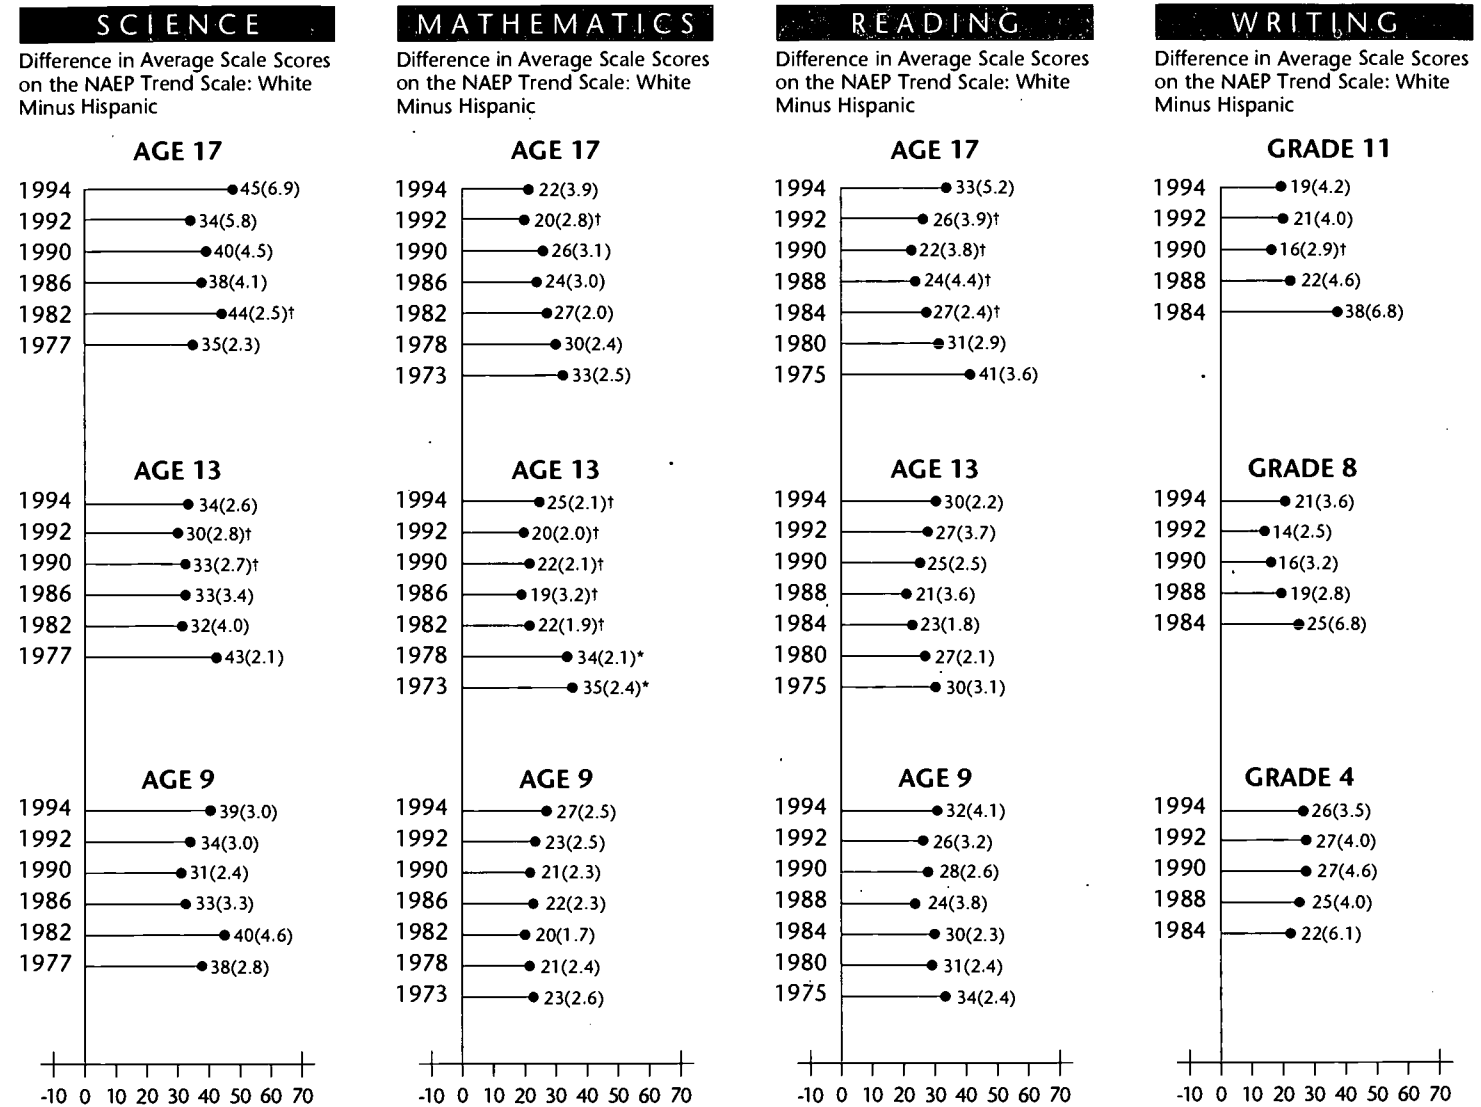 SCIENCE
Difference in Average Scale Scores
on the NAEP Trend Scale: White
Minus Hispanic
AGE 17
1994 45(6.9)
1992 34(5.8)
1990 40(4.5)
1986 38(4.1)
1982 44(2.5)†
1977 35(2.3)
AGE 13
1994 34(2.6)
1992 30(2.8)†
1990 33(2.7)†
1986 33(3.4)
1982 32(4.0)
1977 43(2.1)
AGE 9
1994 39(3.0)
1992 34(3.0)
1990 31(2.4)
1986 33(3.3)
1982 40(4.6)
1977 38(2.8)
-10 0 10 20 30 40 50 60 70
MATHEMATICS
Difference in Average Scale Scores
on the NAEP Trend Scale: White
Minus Hispanic
AGE 17
1994 22(3.9)
1992 20(2.8)†
1990 26(3.1)
1986 24(3.0)
1982 27(2.0)
1978 30(2.4)
1973 33(2.5)
AGE 13
1994 25(2.1)†
1992 20(2.0)†
1990 22(2.1)†
1986 19(3.2)†
1982 22(1.9)†
1978 34(2.1)*
1973 35(2.4)*
AGE 9
1994 27(2.5)
1992 23(2.5)
1990 21(2.3)
1986 22(2.3)
1982 20(1.7)
1978 21(2.4)
1973 23(2.6)
-10 0 10 20 30 40 50 60 70
READING
Difference in Average Scale Scores
on the NAEP Trend Scale: White
Minus Hispanic
AGE 17
1994 33(5.2)
1992 26(3.9)†
1990 22(3.8)†
1988 24(4.4)†
1984 27(2.4)†
1980 31(2.9)
1975 41(3.6)
AGE 13
1994 30(2.2)
1992 27(3.7)
1990 25(2.5)
1988 21(3.6)
1984 23(1.8)
1980 27(2.1)
1975 30(3.1)
AGE 9
1994 32(4.1)
1992 26(3.2)
1990 28(2.6)
1988 24(3.8)
1984 30(2.3)
1980 31(2.4)
1975 34(2.4)
-10 0 10 20 30 40 50 60 70
WRITING
Difference in Average Scale Scores
on the NAEP Trend Scale: White
Minus Hispanic
GRADE 11
1994 19(4.2)
1992 21(4.0)
1990 16(2.9)†
1988 22(4.6)
1984 38(6.8)
GRADE 8
1994 21(3.6)
1992 14(2.5)
1990 16(3.2)
1988 19(2.8)
1984 25(6.8)
GRADE 4
1994 26(3.5)
1992 27(4.0)
1990 27(4.6)
1988 25(4.0)
1984 22(6.1)
-10 0 10 20 30 40 50 60 70